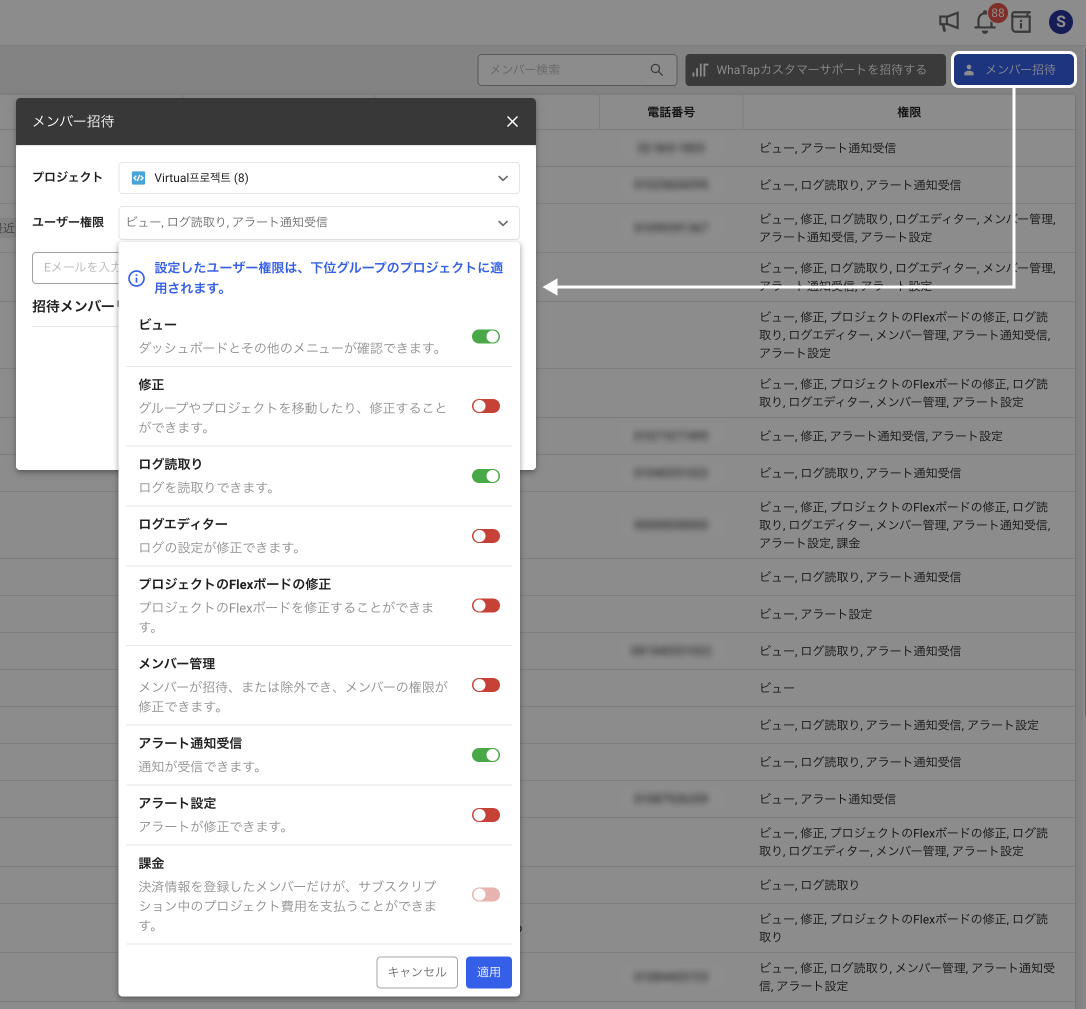 88
S
メンバー検索
WhaTapカスタマーサポートを招待する
メンバー招待
電話番号
権限
メンバー招待
プロジェクト
Virtual프로젝트 (8)
ユーザー権限
ビュー, ログ読取り, アラート通知受信
最近
Eメールを入力
招待メンバー
設定したユーザー権限は、下位グループのプロジェクトに適
用されます。
ビュー
ダッシュボードとその他のメニューが確認できます。
修正
グループやプロジェクトを移動したり、修正すること
ができます。
ログ読取り
ログを読取りできます。
ログエディター
ログの設定が修正できます。
プロジェクトのFlexボードの修正
プロジェクトのFlexボードを修正することができま
す。
メンバー管理
メンバーが招待、または除外でき、メンバーの権限が
修正できます。
アラート通知受信
通知が受信できます。
アラート設定
アラートが修正できます。
課金
決済情報を登録したメンバーだけが、サブスクリプ
ション中のプロジェクト費用を支払うことができま
す。
キャンセル
適用
ビュー, アラート通知受信
ビュー, ログ読取り, アラート通知受信
ビュー, 修正, ログ読取り, ログエディター, メンバー管理,
アラート通知受信, アラート設定
ビュー, 修正, ログ読取り, ログエディター, メンバー管理,
アラート通知受信, アラート設定
ビュー, 修正, プロジェクトのFlexボードの修正, ログ読
取り, ログエディター, メンバー管理, アラート通知受信,
アラート設定
ビュー, 修正, プロジェクトのFlexボードの修正, ログ読
取り, ログエディター, メンバー管理, アラート設定
ビュー, 修正, アラート通知受信, アラート設定
ビュー, ログ読取り, アラート通知受信
ビュー, 修正, プロジェクトのFlexボードの修正, ログ読
取り, ログエディター, メンバー管理, アラート通知受信,
アラート設定, 課金
ビュー, ログ読取り, アラート通知受信
ビュー, アラート設定
ビュー, ログ読取り, アラート通知受信
ビュー
ビュー, ログ読取り, アラート通知受信, アラート設定
ビュー, ログ読取り, アラート通知受信
ビュー, アラート通知受信
ビュー, 修正, プロジェクトのFlexボードの修正, ログ読
取り, ログエディター, メンバー管理, アラート設定
ビュー, ログ読取り
ビュー, 修正, プロジェクトのFlexボードの修正, ログ読
取り
ビュー, 修正, ログ読取り, メンバー管理, アラート通知受
信, アラート設定